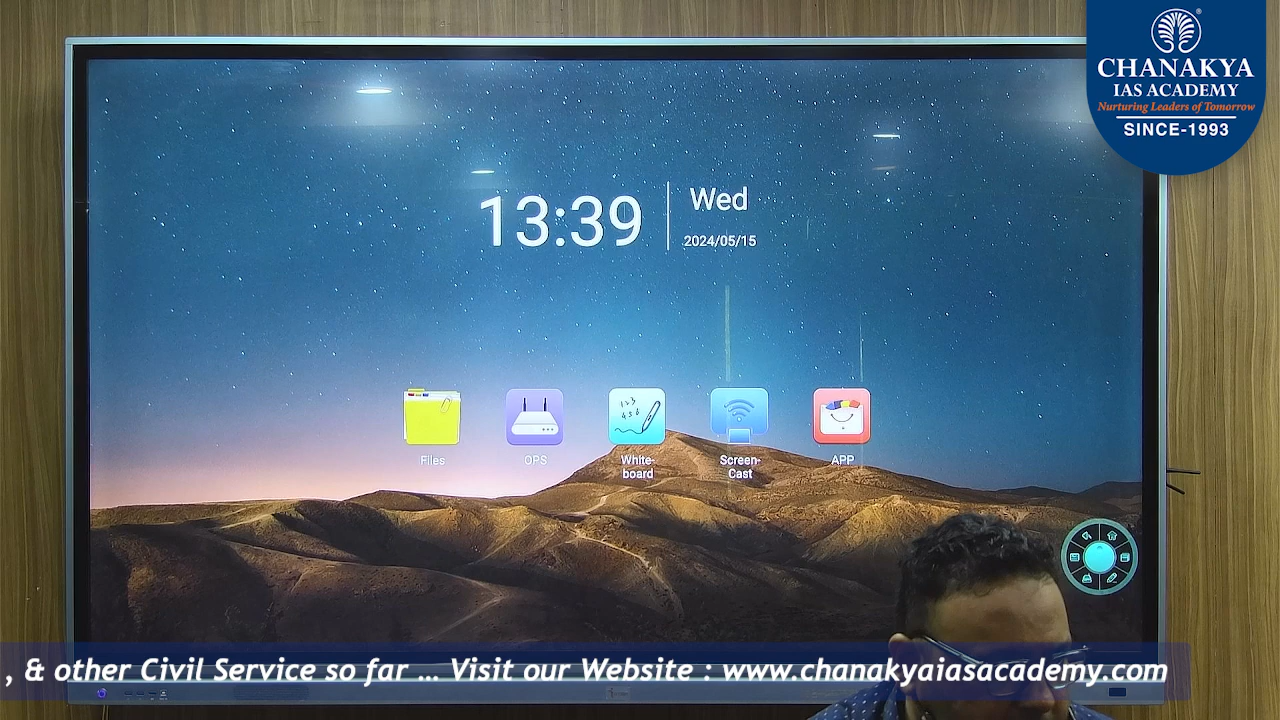 CHANAKYA
IAS ACADEMY
Nurturing Leaders of Tomorrow
SINCE-1993
13:39
Wed
2024/05/15
Files
OPS
White-
board
Screen-
Cast
APP
, & other Civil Service so far ... Visit our Website : www.chanakyaiasacademy.com